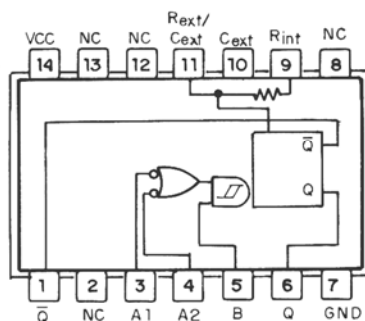 Rext/
VCC NC NC Cext Cext Rint NC
14 13 12 11 10 9 8
Q̅
Q
1 2 3 4 5 6 7
Q̅ NC A1 A2 B Q GND